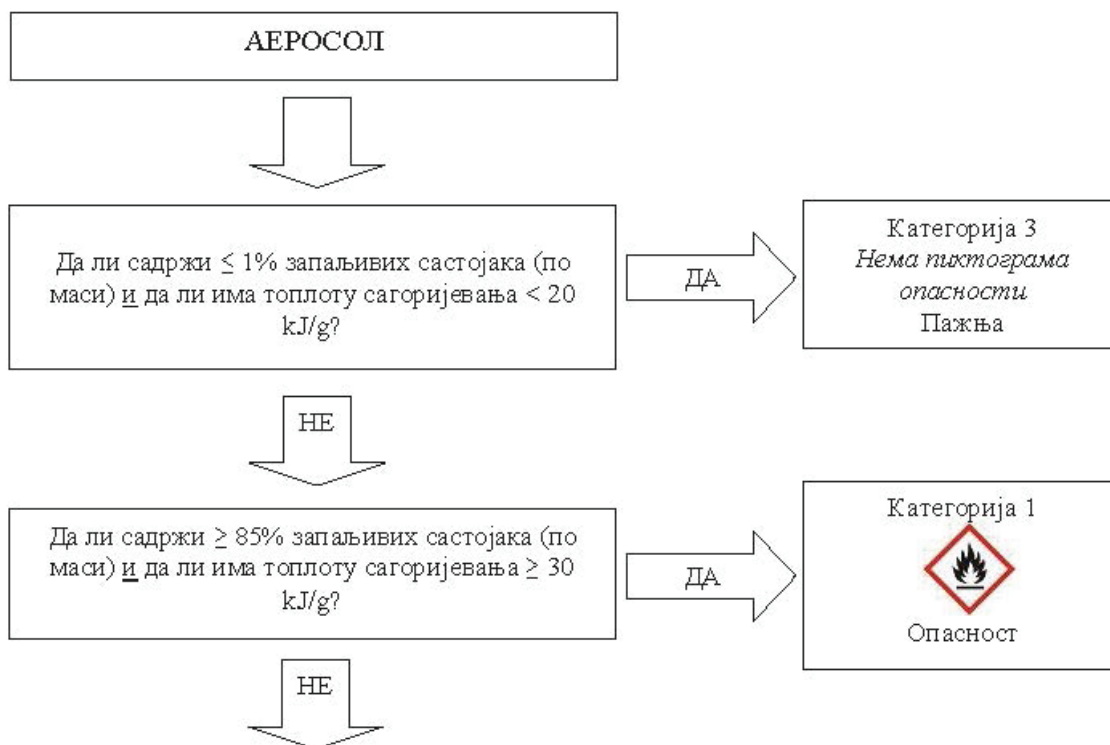 АЕРОСОЛ
Да ли садржи ≤ 1% запаљивих састојака (по
маси) и да ли има топлоту сагоријевања < 20
kJ/g?
ДА
Категорија 3
Нема пиктограма
опасности
Пажња
НЕ
Да ли садржи ≥ 85% запаљивих састојака (по
маси) и да ли има топлоту сагоријевања ≥ 30
kJ/g?
ДА
Категорија 1
Опасност
НЕ